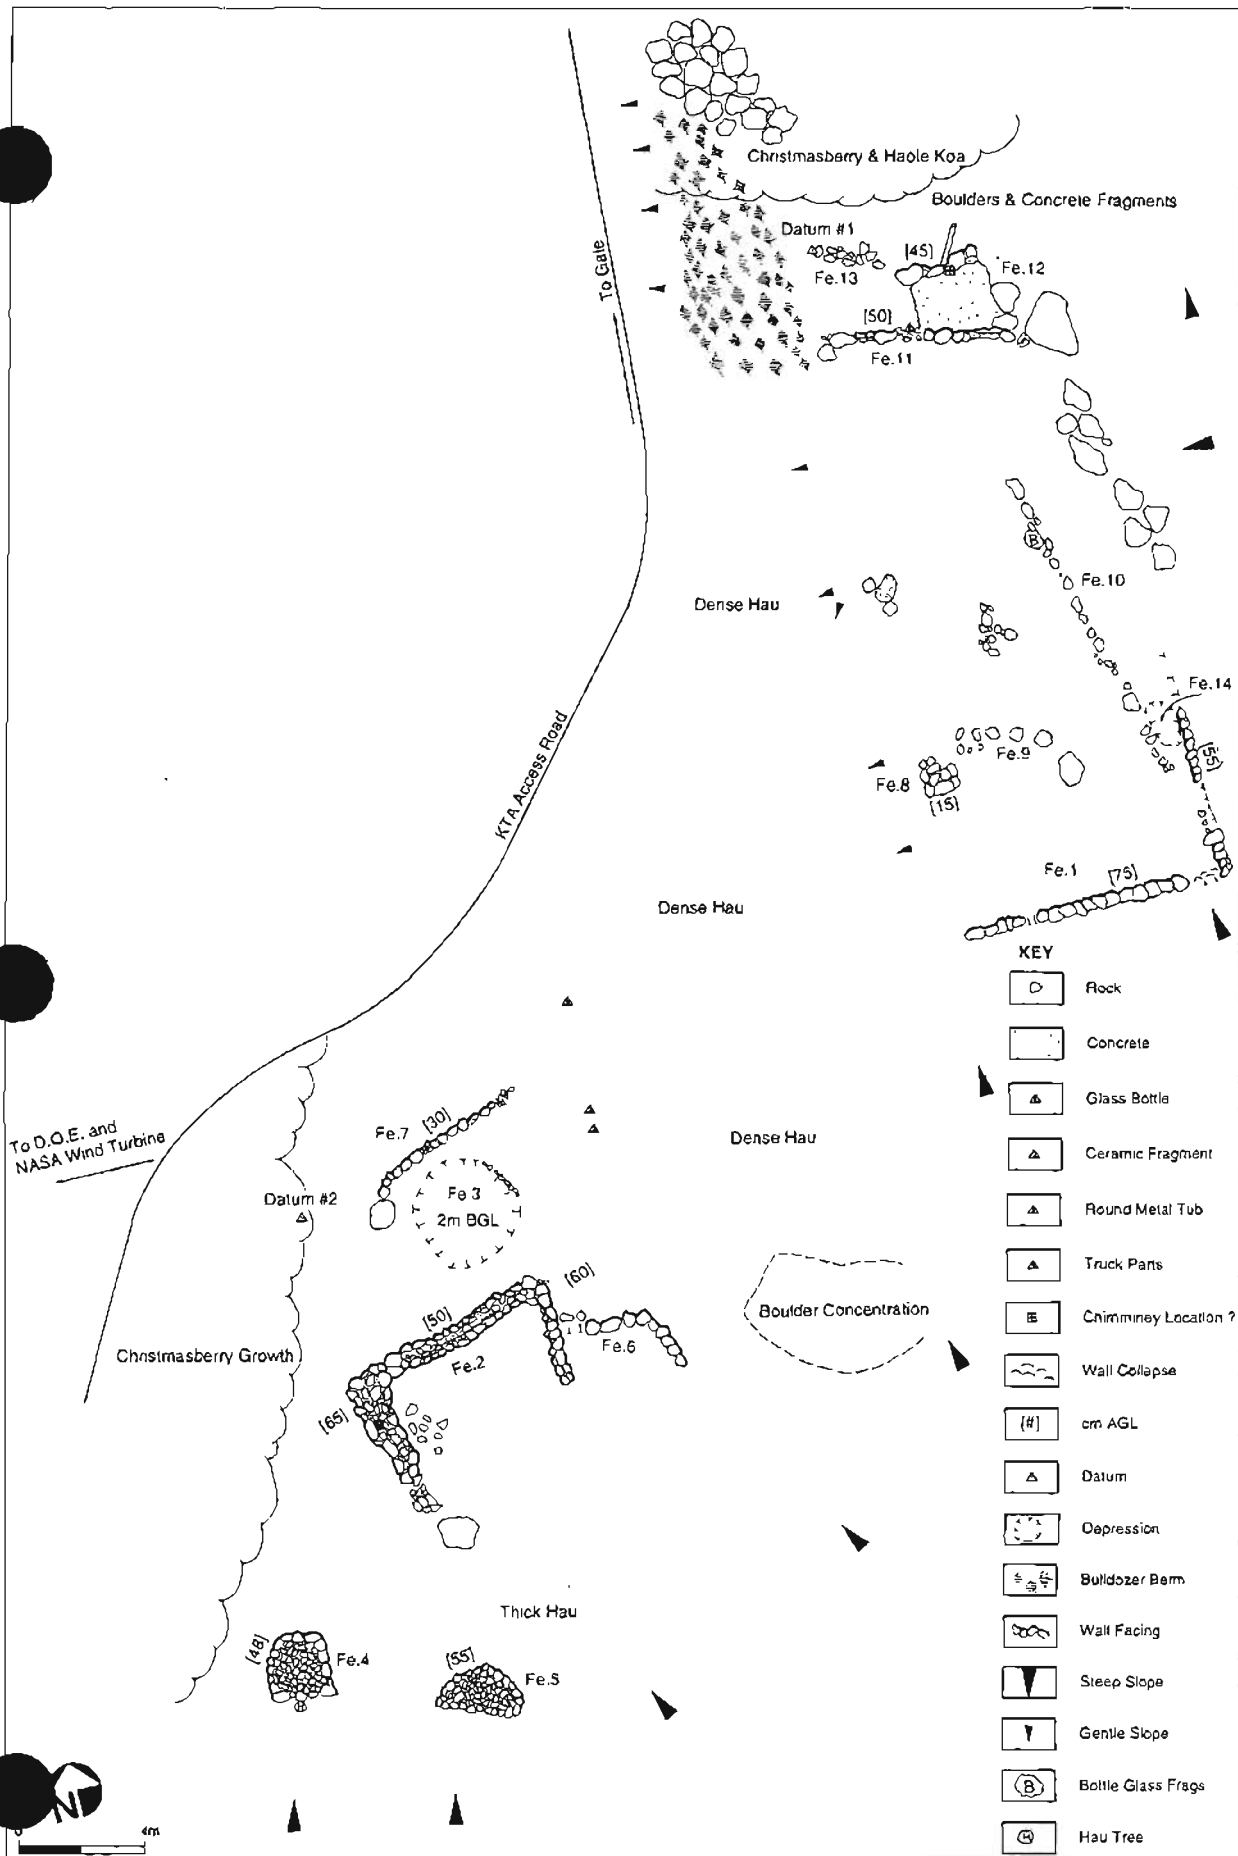 Christmasberry & Haole Koa
Boulders & Concrete Fragments
Datum #1
[45]
Fe.12
Fe.13
To Gate
[50]
Fe.11
B
Fe.10
Dense Hau
Fe.14
[55]
KTA Access Road
Fe.9
Fe.8
[15]
Fe.1
[75]
Dense Hau
KEY
Rock
Concrete
Glass Bottle
Ceramic Fragment
Round Metal Tub
Truck Parts
Chimminey Location ?
Wall Collapse
[#] cm AGL
Datum
Depression
Bulldozer Berm
Wall Facing
Steep Slope
Gentle Slope
B Bottle Glass Frags
H Hau Tree
To D.O.E. and
NASA Wind Turbine
Fe.7
[30]
Dense Hau
Datum #2
Fe 3
2m BGL
[60]
[50]
Boulder Concentration
Fe.6
Christmasberry Growth
Fe.2
[65]
Thick Hau
[48]
Fe.4
[55]
Fe.5
N
4m